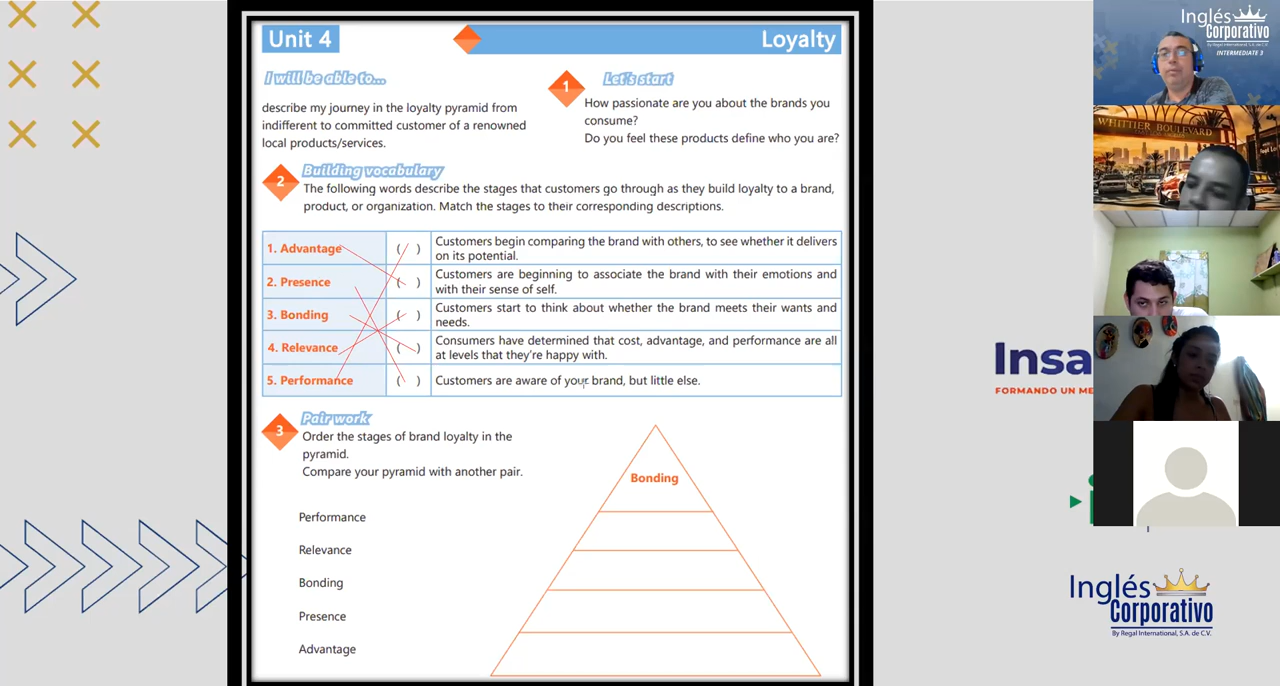 Unit 4
Loyalty
I will be able to...
describe my journey in the loyalty pyramid from
indifferent to committed customer of a renowned
local products/services.
1
Let's start
How passionate are you about the brands you
consume?
Do you feel these products define who you are?
2
Building vocabulary
The following words describe the stages that customers go through as they build loyalty to a brand,
product, or organization. Match the stages to their corresponding descriptions.
1. Advantage ( ) Customers begin comparing the brand with others, to see whether it delivers
on its potential.
2. Presence ( ) Customers are beginning to associate the brand with their emotions and
with their sense of self.
3. Bonding ( ) Customers start to think about whether the brand meets their wants and
needs.
4. Relevance ( ) Consumers have determined that cost, advantage, and performance are all
at levels that they're happy with.
5. Performance ( ) Customers are aware of your brand, but little else.
3
Pair work
Order the stages of brand loyalty in the
pyramid.
Compare your pyramid with another pair.
Performance
Relevance
Bonding
Presence
Advantage
Bonding
Insa
FORMANDO UN ME
Inglés
Corporativo
By Regal International, S.A. de C.V.
INTERMEDIATE 3
WHITTIER BOULEVARD
Inglés
Corporativo
By Regal International, S.A. de C.V.